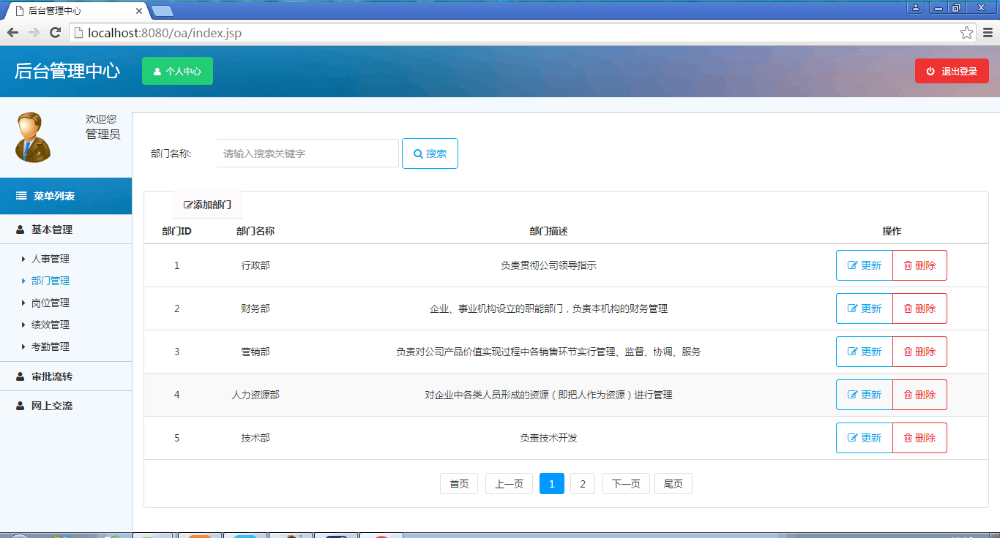 后台管理中心
localhost:8080/oa/index.jsp
后台管理中心
个人中心
退出登录
欢迎您
管理员
菜单列表
基本管理
人事管理
部门管理
岗位管理
绩效管理
考勤管理
审批流转
网上交流
部门名称:
请输入搜索关键字
搜索
添加部门
部门ID 部门名称 部门描述 操作
1 行政部 负责贯彻公司领导指示 更新 删除
2 财务部 企业、事业机构设立的职能部门，负责本机构的财务管理 更新 删除
3 营销部 负责对公司产品价值实现过程中各销售环节实行管理、监督、协调、服务 更新 删除
4 人力资源部 对企业中各类人员形成的资源（即把人作为资源）进行管理 更新 删除
5 技术部 负责技术开发 更新 删除
首页 上一页 1 2 下一页 尾页